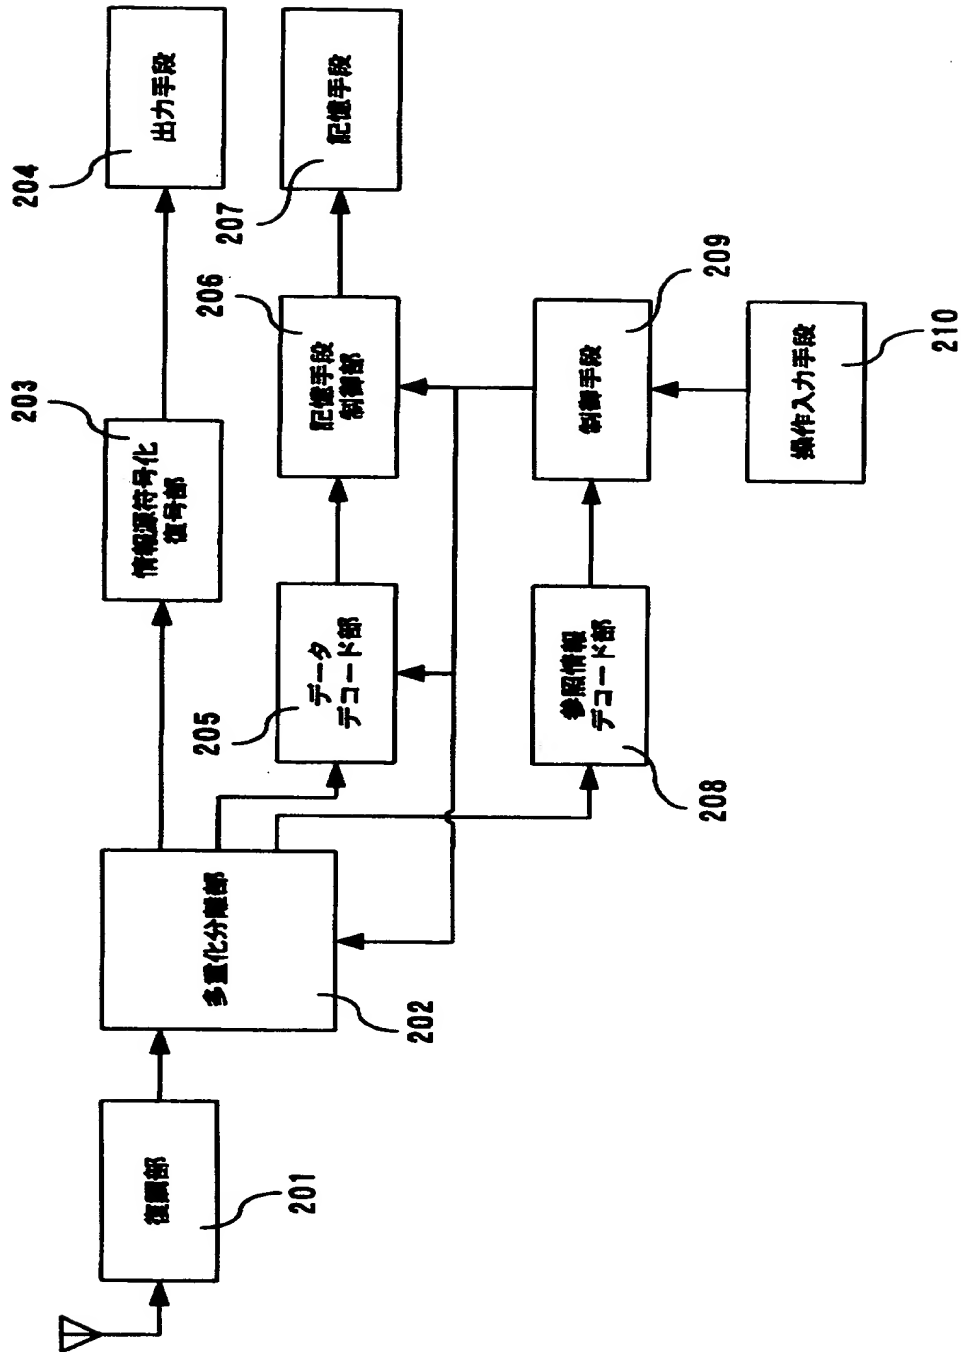 出力手段
204
記憶手段
207
情報源符号化
復号部
203
記憶手段
制御部
206
制御手段
209
操作入力手段
210
データ
デコード部
205
参照情報
デコード部
208
多重化分離部
202
復調部
201